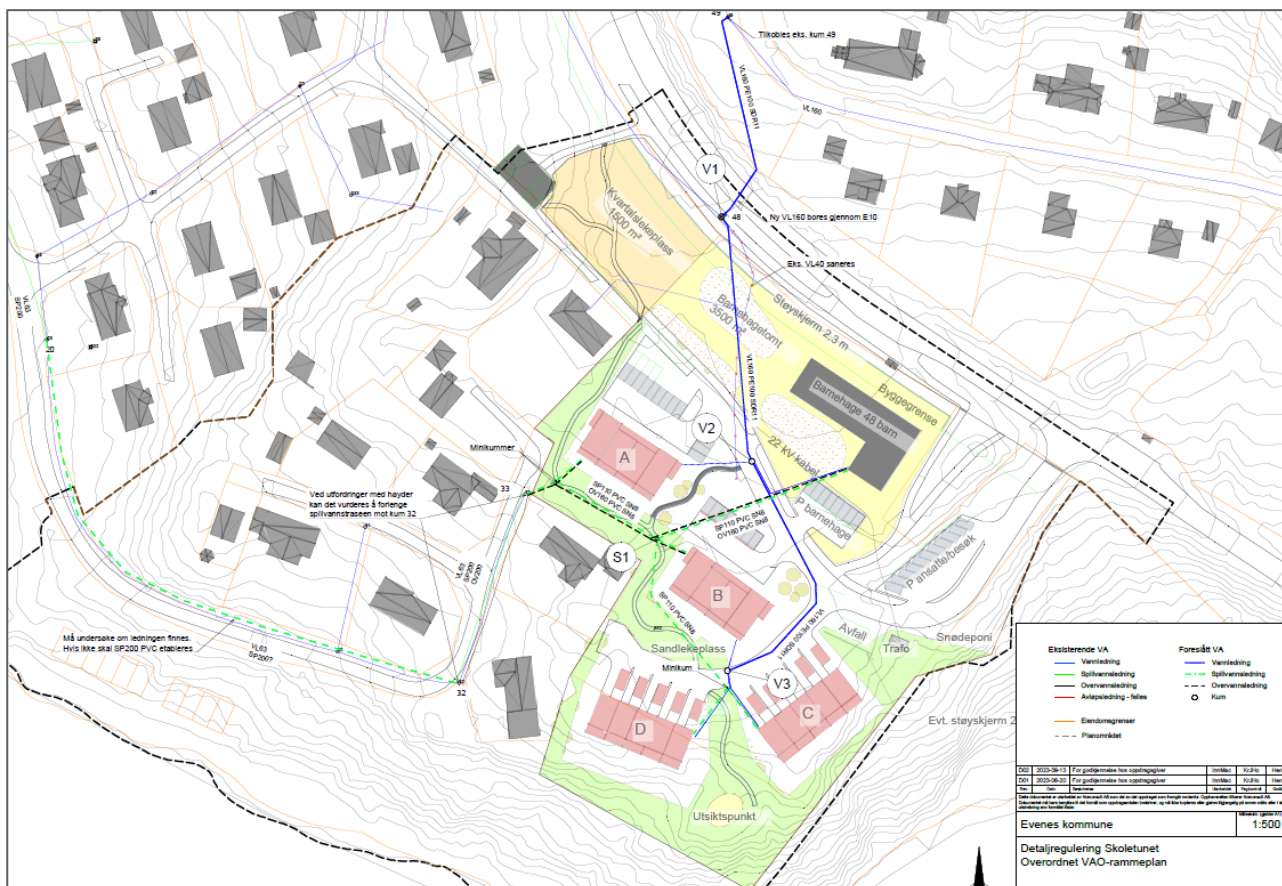 49
Tilkobles eks. kum 49
VL160 PE100 SDR11
VL160
V1
48
Ny VL160 bores gjennom E10
Kvartalslekeplass
1500 m²
Eks. VL40 saneres
Støyskjerm 2,3 m
Barnehagetomt
3500 m²
VL63
SP200
26
VL160 PE100 SDR11
Byggegrense
Barnehage 48 barn
V2
22 kV kabel
A
Minikummer
33
SP110 PVC SN8
OV160 PVC SN8
SP110 PVC SN8
OV160 PVC SN8
P barnehage
Ved utfordringer med høyder
kan det vurderes å forlenge
spillvannstraseen mot kum 32
S1
P ansatte/besøk
VL63
SP200
OV200
B
SP110 PVC SN8
VL160 PE100 SDR11
Må undersøke om ledningen finnes.
Hvis ikke skal SP200 PVC etableres
VL63
SP200?
32
Sandlekeplass
Avfall
Trafo
Snødeponi
Minikum
V3
D
C
Evt. støyskjerm 2
Utsiktspunkt
Eksisterende VA
Vannledning
Spillvannsledning
Overvannsledning
Avløpsledning - felles
Eiendomsgrenser
Planområdet
Foreslått VA
Vannledning
Spillvannsledning
Overvannsledning
Kum
D02 2023-09-13 For godkjennelse hos oppdragsgiver
D01 2023-06-20 For godkjennelse hos oppdragsgiver
Evenes kommune
1:500
Detaljregulering Skoletunet
Overordnet VAO-rammeplan